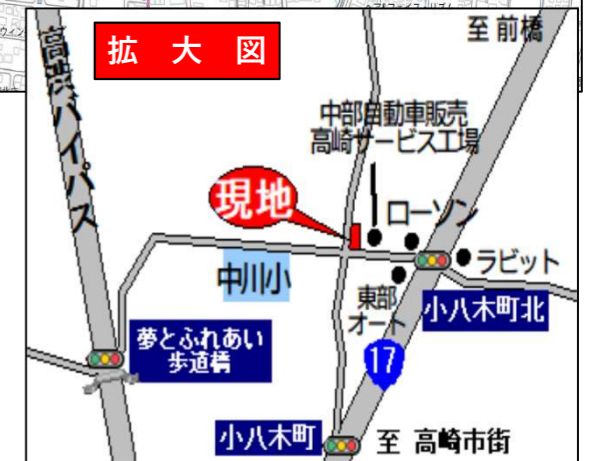 拡大図
至 前橋
高渋バイパス
中部自動車販売
高崎サービス工場
現地
ローソン
ラビット
中川小
東部
オート
小八木町北
夢とふれあい
歩道橋
17
小八木町
至 高崎市街